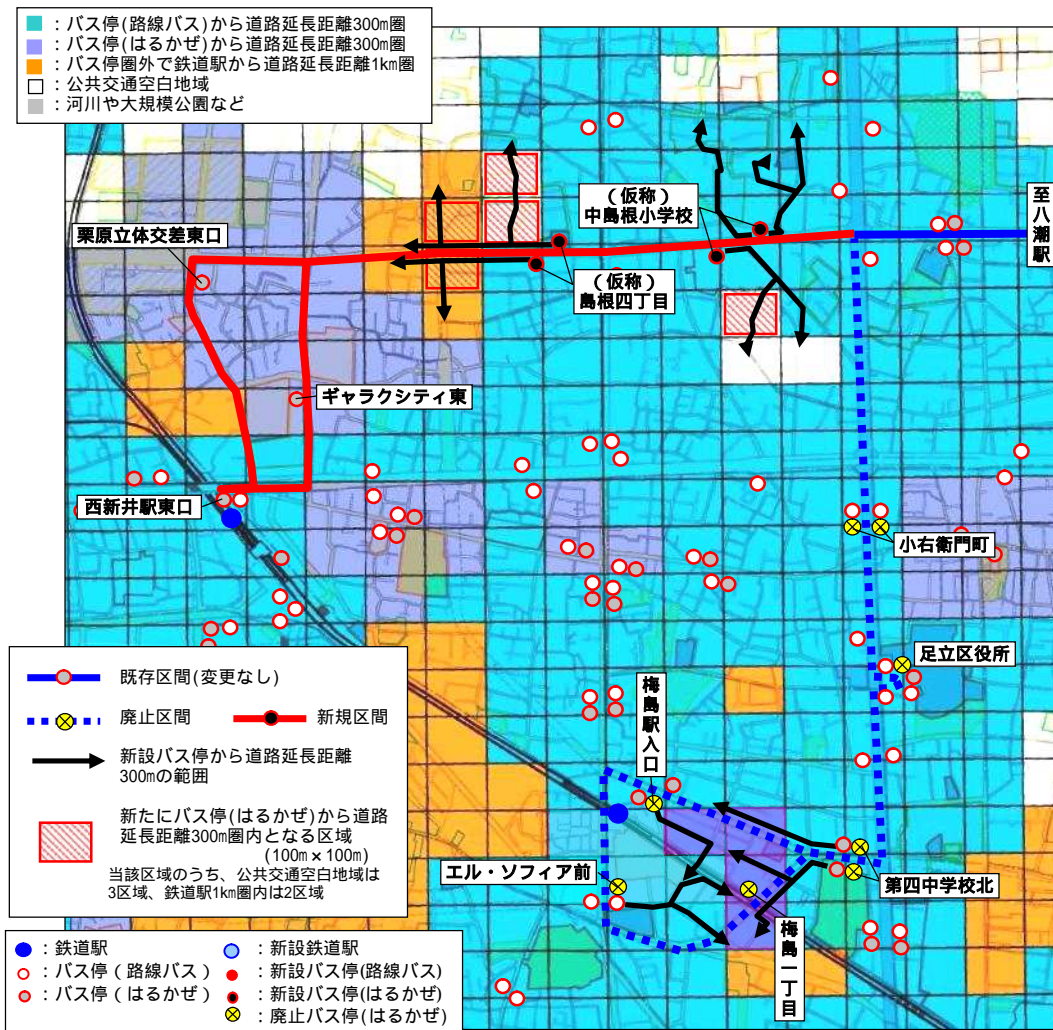 ：バス停(路線バス)から道路延長距離300m圏
：バス停(はるかぜ)から道路延長距離300m圏
：バス停圏外で鉄道駅から道路延長距離1km圏
：公共交通空白地域
：河川や大規模公園など
（仮称）
中島根小学校
至八潮駅
栗原立体交差東口
（仮称）
島根四丁目
ギャラクシティ東
西新井駅東口
小右衛門町
足立区役所
既存区間(変更なし)
廃止区間
新規区間
新設バス停から道路延長距離
300mの範囲
新たにバス停(はるかぜ)から道路
延長距離300m圏内となる区域
(100m×100m)
当該区域のうち、公共交通空白地域は
3区域、鉄道駅1km圏内は2区域
梅島駅入口
エル・ソフィア前
第四中学校北
梅島一丁目
：鉄道駅
：バス停（路線バス）
：バス停（はるかぜ）
：新設鉄道駅
：新設バス停(路線バス)
：新設バス停(はるかぜ)
：廃止バス停(はるかぜ)